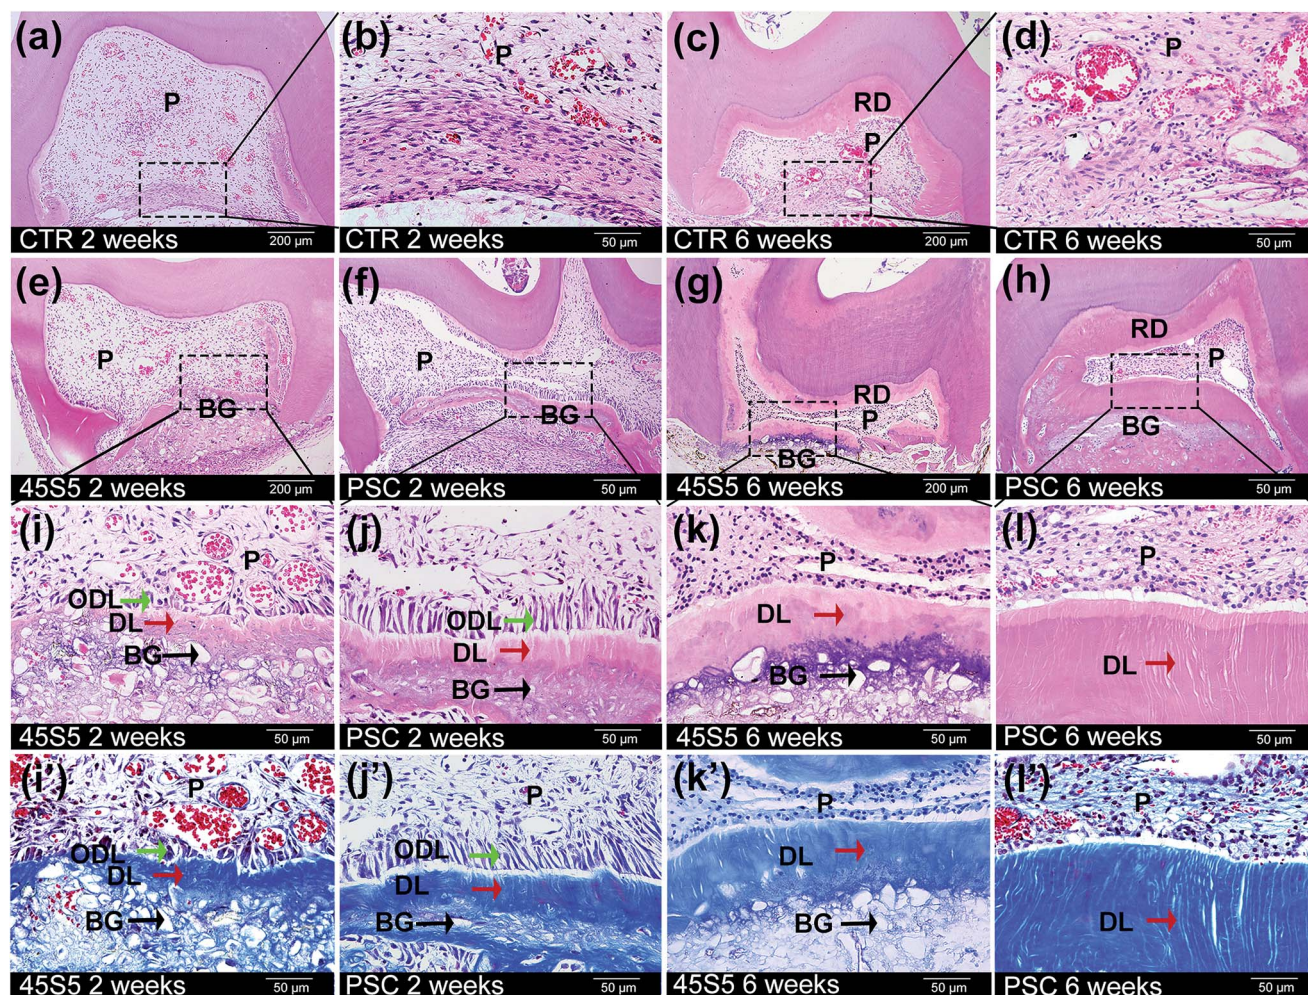 (a)
P
CTR 2 weeks
200 µm
(b)
P
CTR 2 weeks
50 µm
(c)
RD
P
CTR 6 weeks
200 µm
(d)
P
CTR 6 weeks
50 µm
(e)
P
BG
45S5 2 weeks
200 µm
(f)
P
BG
PSC 2 weeks
50 µm
(g)
RD
P
BG
45S5 6 weeks
200 µm
(h)
RD
P
BG
PSC 6 weeks
50 µm
(i)
P
ODL
DL
BG
45S5 2 weeks
50 µm
(j)
P
ODL
DL
BG
PSC 2 weeks
50 µm
(k)
P
DL
BG
45S5 6 weeks
50 µm
(l)
P
DL
PSC 6 weeks
50 µm
(i')
P
ODL
DL
BG
45S5 2 weeks
50 µm
(j')
P
ODL
DL
BG
PSC 2 weeks
50 µm
(k')
P
DL
BG
45S5 6 weeks
50 µm
(l')
P
DL
PSC 6 weeks
50 µm